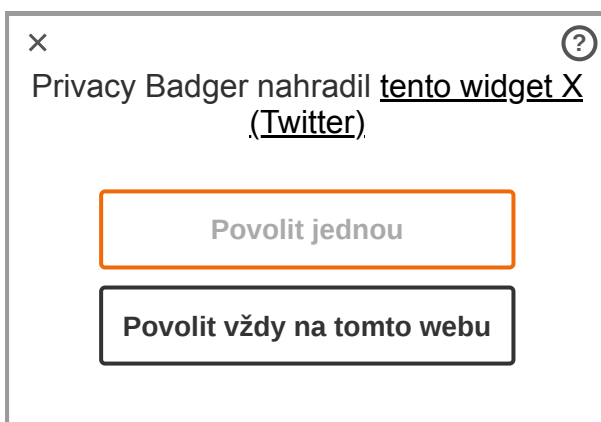 × ?
Privacy Badger nahradil tento widget X
(Twitter)
Povolit jednou
Povolit vždy na tomto webu